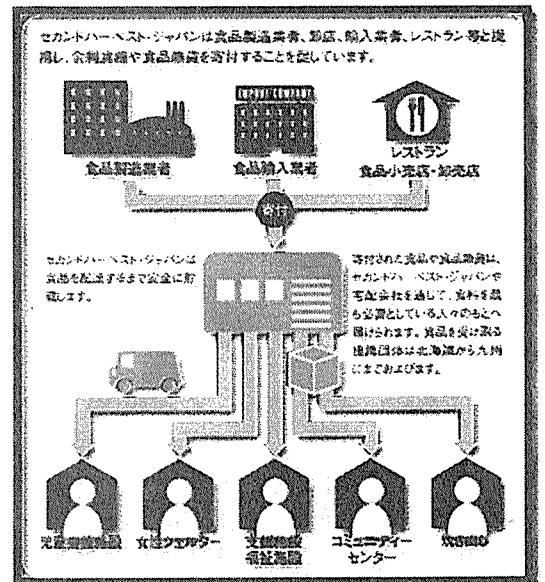 セカンドハーベスト・ジャパンは食品製造業者、卸店、輸入業者、レストラン等と提
携し、余剰食糧や食品雑貨を寄付することを促しています。
食品製造業者
食品輸入業者
レストラン
食品小売店・卸売店
寄付
セカンドハーベスト・ジャパンは
食品を配送するまで安全に貯
蔵します。
寄付された食品や食品雑貨は、
セカンドハーベスト・ジャパンや
宅配会社を通じて、食料を最
も必要としている人々のもとへ
届けられます。食品を受け取る
連携団体は北海道から九州
にまでおよびます。
児童養護施設
女性シェルター
支援施設
福祉施設
コミュニティー
センター
炊き出し